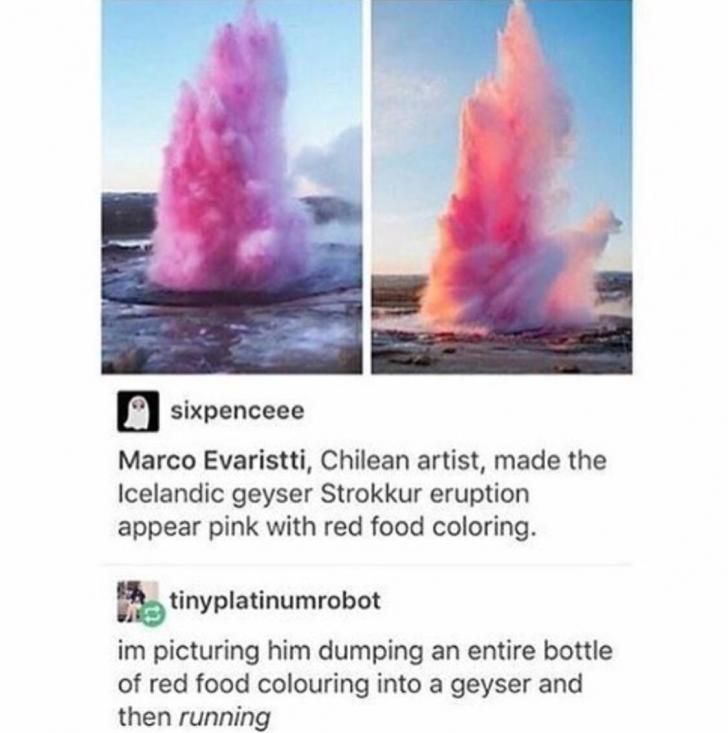 sixpenceee
Marco Evaristti, Chilean artist, made the
Icelandic geyser Strokkur eruption
appear pink with red food coloring.
tinyplatinumrobot
im picturing him dumping an entire bottle
of red food colouring into a geyser and
then running